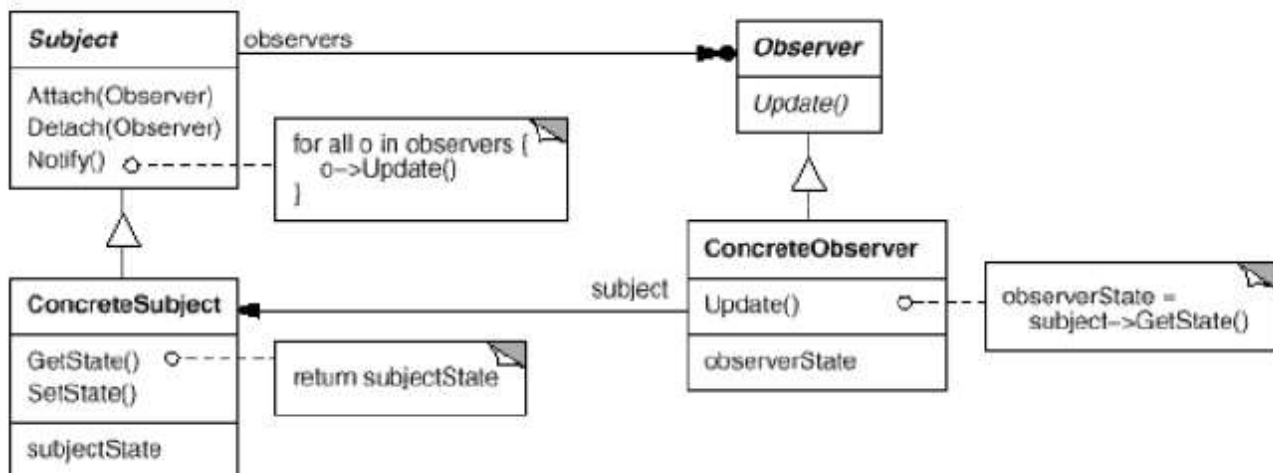 Subject
observers
Observer
Attach(Observer)
Detach(Observer)
Notify()
for all o in observers {
o->Update()
}
Update()
ConcreteSubject
subject
ConcreteObserver
GetState()
SetState()
return subjectState
Update()
observerState =
subject->GetState()
subjectState
observerState